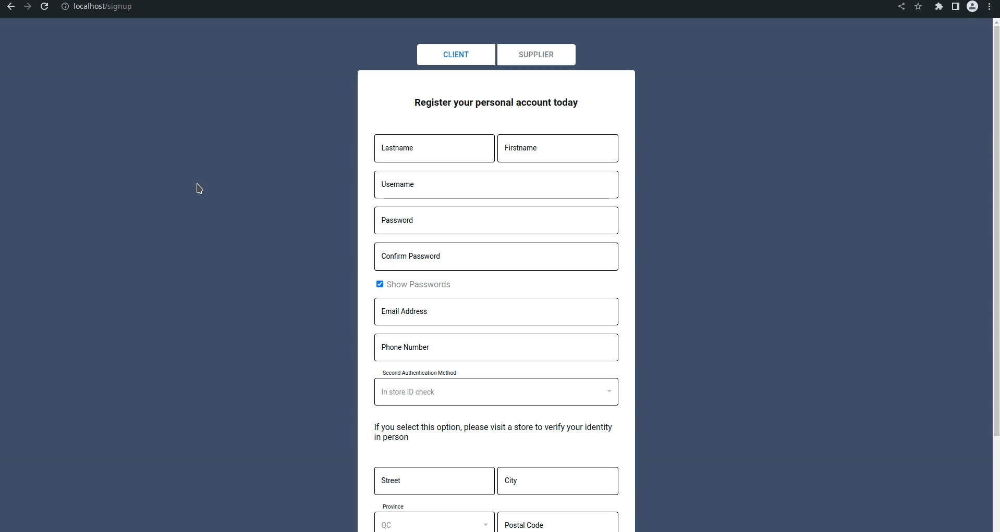 localhost/signup
CLIENT SUPPLIER
Register your personal account today
Lastname Firstname
Username
Password
Confirm Password
Show Passwords
Email Address
Phone Number
Second Authentication Method
In store ID check
If you select this option, please visit a store to verify your identity
in person
Street City
Province
QC Postal Code